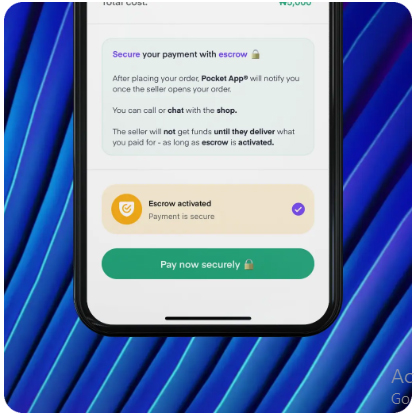 Total cost: ₦5,000
Secure your payment with escrow 🔒
After placing your order, Pocket App® will notify you
once the seller opens your order.
You can call or chat with the shop.
The seller will not get funds until they deliver what
you paid for - as long as escrow is activated.
Escrow activated
Payment is secure
Pay now securely 🔒
Ac
Go